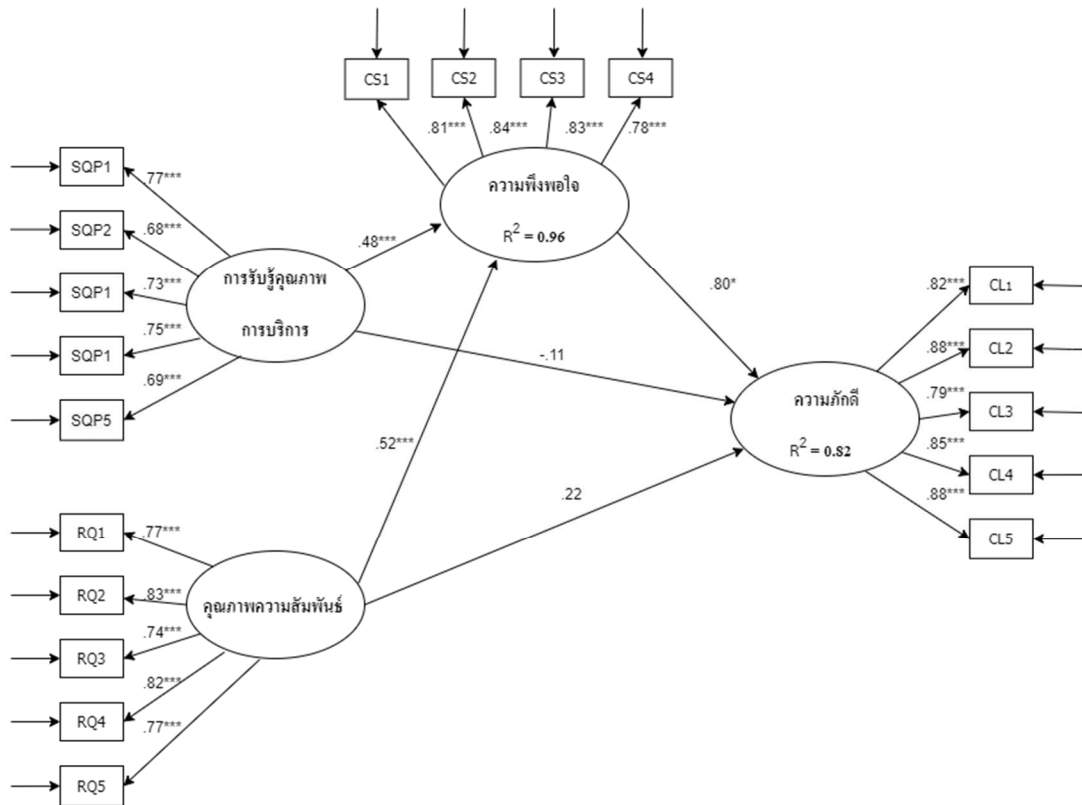 CS1
CS2
CS3
CS4
.81***
.84***
.83***
.78***
SQP1
SQP2
SQP1
SQP1
SQP5
.77***
.68***
.73***
.75***
.69***
การรับรู้คุณภาพ
การบริการ
.48***
ความพึงพอใจ
R2 = 0.96
.80*
-.11
.52***
.22
ความภักดี
R2 = 0.82
.82***
.88***
.79***
.85***
.88***
CL1
CL2
CL3
CL4
CL5
RQ1
RQ2
RQ3
RQ4
RQ5
.77***
.83***
.74***
.82***
.77***
คุณภาพความสัมพันธ์